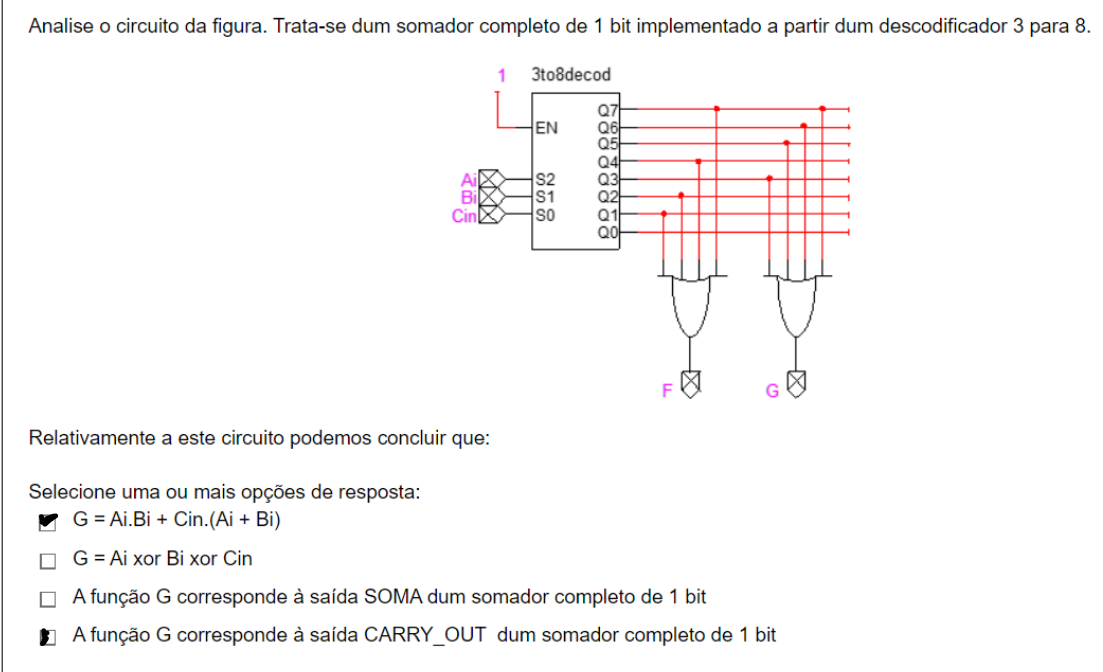 Analise o circuito da figura. Trata-se dum somador completo de 1 bit implementado a partir dum descodificador 3 para 8.
1 3to8decod
Q7
EN Q6
Q5
Q4
Ai S2 Q3
Bi S1 Q2
Cin S0 Q1
Q0
F G
Relativamente a este circuito podemos concluir que:
Selecione uma ou mais opções de resposta:
G = Ai.Bi + Cin.(Ai + Bi)
G = Ai xor Bi xor Cin
A função G corresponde à saída SOMA dum somador completo de 1 bit
A função G corresponde à saída CARRY_OUT dum somador completo de 1 bit